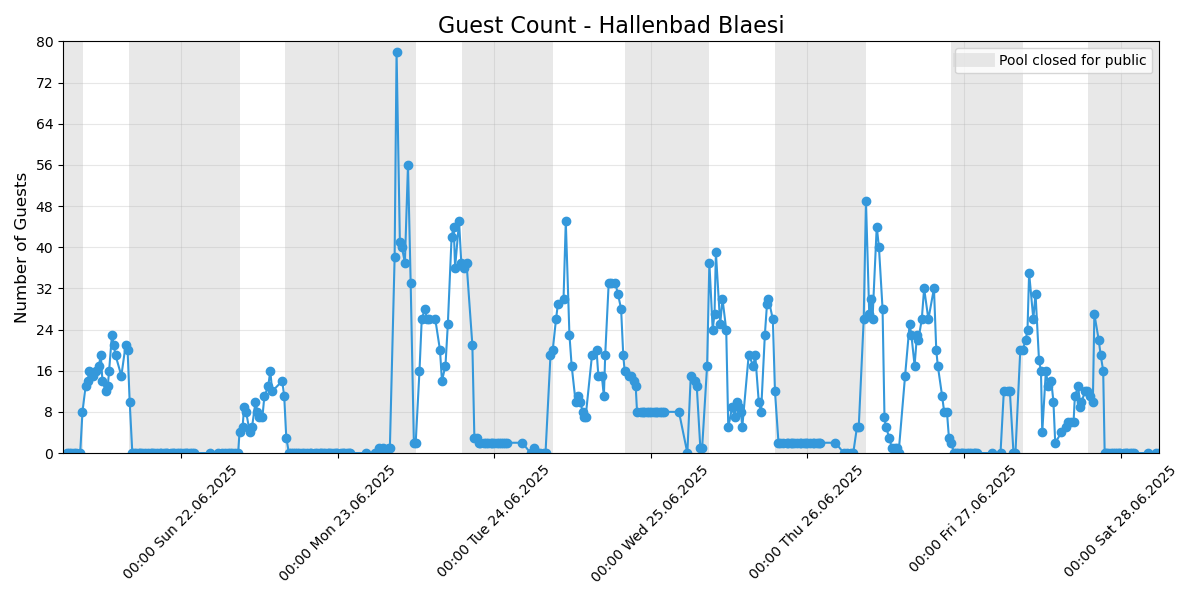 Guest Count - Hallenbad Blaesi
Pool closed for public
Number of Guests
80
72
64
56
48
40
32
24
16
8
0
00:00 Sun 22.06.2025
00:00 Mon 23.06.2025
00:00 Tue 24.06.2025
00:00 Wed 25.06.2025
00:00 Thu 26.06.2025
00:00 Fri 27.06.2025
00:00 Sat 28.06.2025